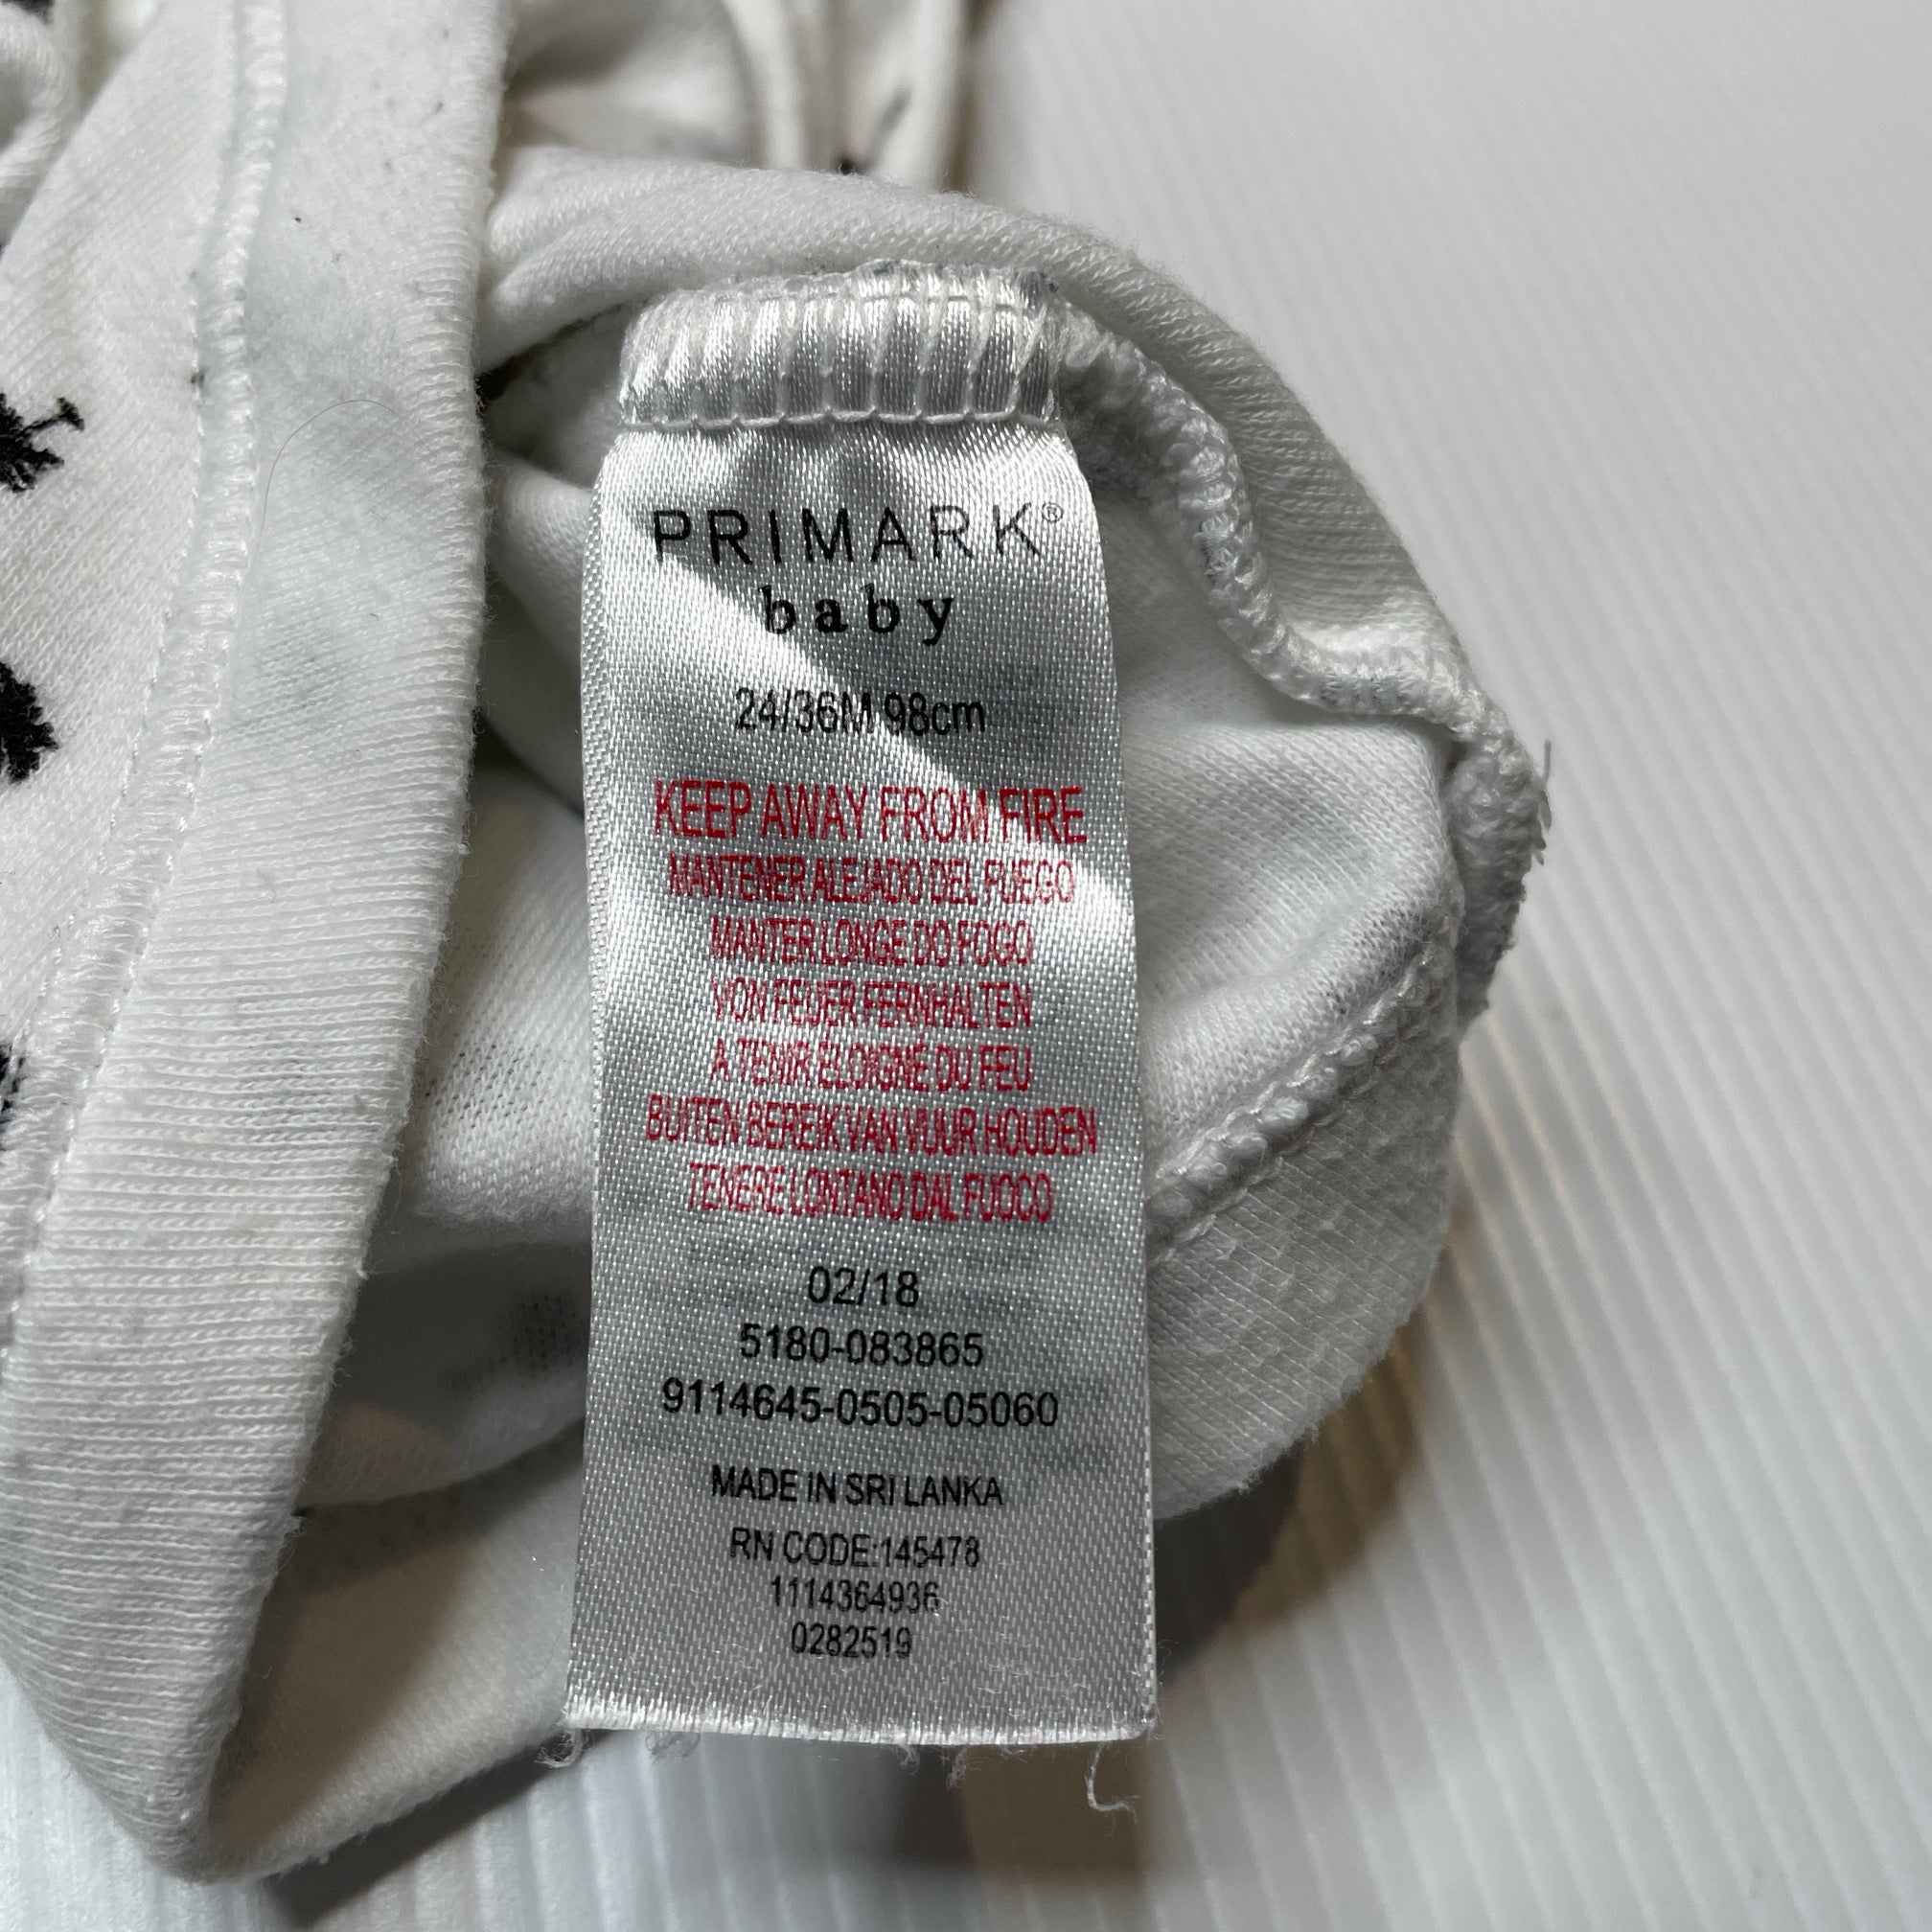 PRIMARK®
baby
24/36M 98cm
KEEP AWAY FROM FIRE
MANTENER ALEJADO DEL FUEGO
MANTER LONGE DO FOGO
VON FEUER FERNHALTEN
A TENIR ÉLOIGNÉ DU FEU
BUITEN BEREIK VAN VUUR HOUDEN
TENERE LONTANO DAL FUOCO
02/18
5180-083865
9114645-0505-05060
MADE IN SRI LANKA
RN CODE:145478
1114364936
0282519